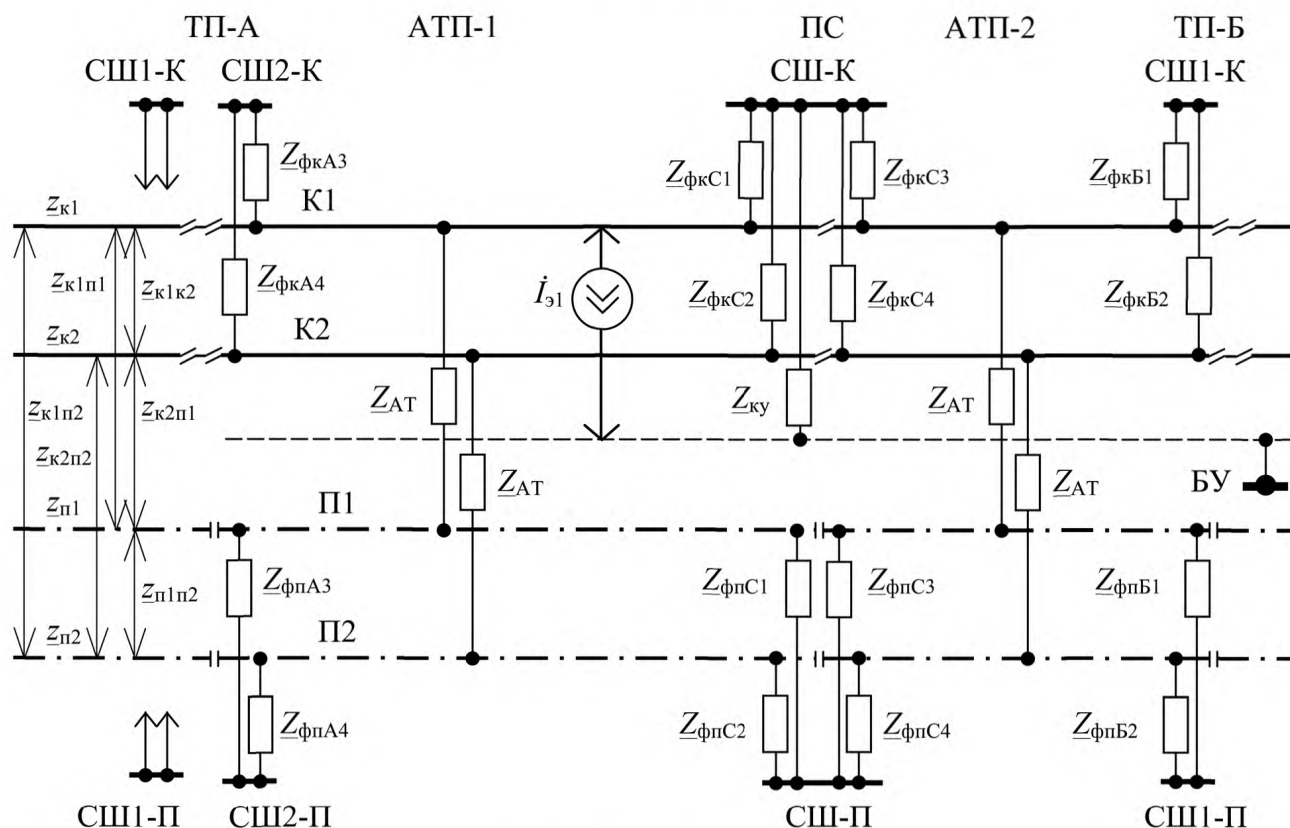 ТП-А АТП-1 ПС АТП-2 ТП-Б
СШ1-К СШ2-К СШ-К СШ1-К
Z фкА3 Z фкС1 Z фкС3 Z фкБ1
z к1 К1
z к1п1 z к1к2 Z фкА4 İ э1 Z фкС2 Z фкС4 Z фкБ2
z к2 К2
z к1п2 z к2п1 Z АТ Z ку Z АТ
z к2п2 Z АТ Z АТ БУ
z п1 П1
z п1п2 Z фпА3 Z фпС1 Z фпС3 Z фпБ1
z п2 П2
Z фпА4 Z фпС2 Z фпС4 Z фпБ2
СШ1-П СШ2-П СШ-П СШ1-П